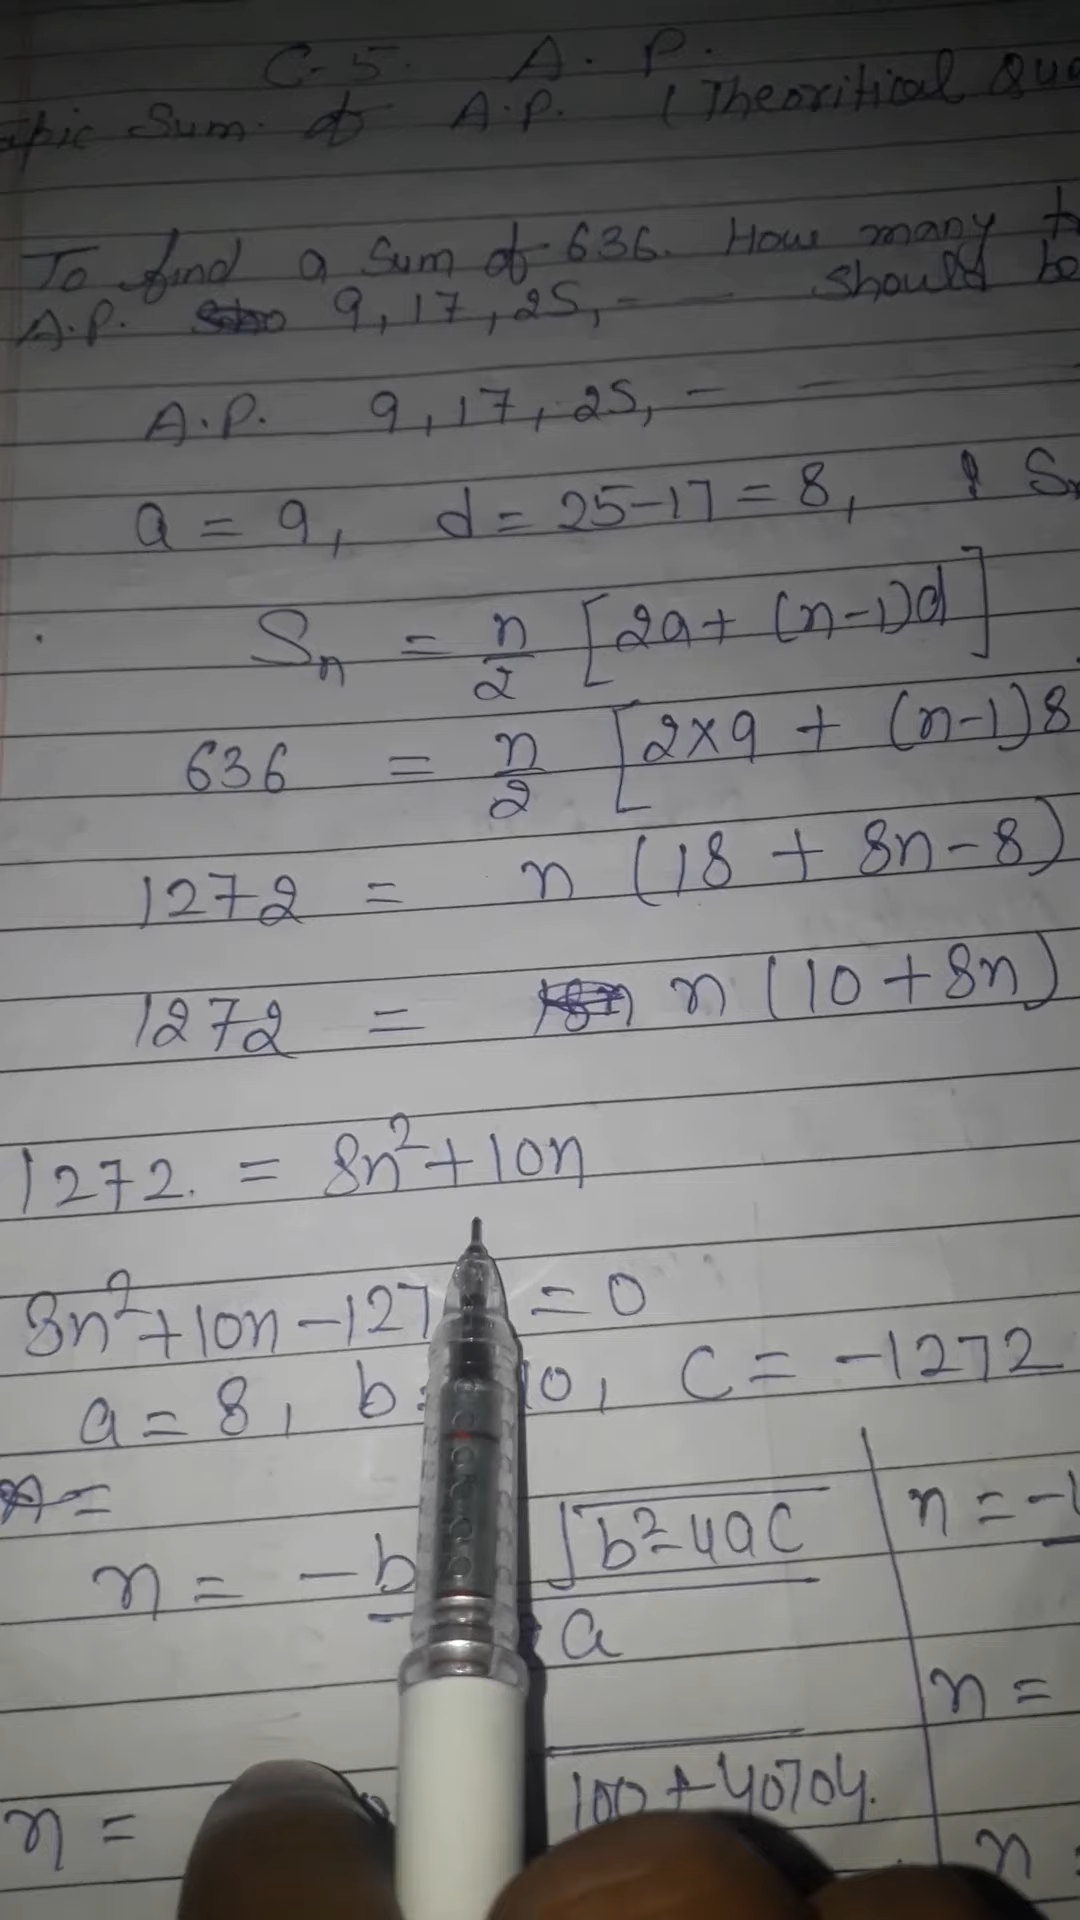 C-5. A. P.
Sum of A.P. (Theoritical
To find a Sum of 636. How many
A.P. 9, 17, 25, - should be
A.P. 9, 17, 25, - -
a = 9, d = 25-17 = 8,
Sn = n/2 [2a + (n-1)d]
636 = n/2 [2×9 + (n-1)8
1272 = n (18 + 8n-8)
1272 = n (10 + 8n)
1272. = 8n²+10n
8n²+10n-127 = 0
a = 8, b 10, C = -1272
n = -b √b²-4ac n =
a
n =
n = 100 + 40704.
n